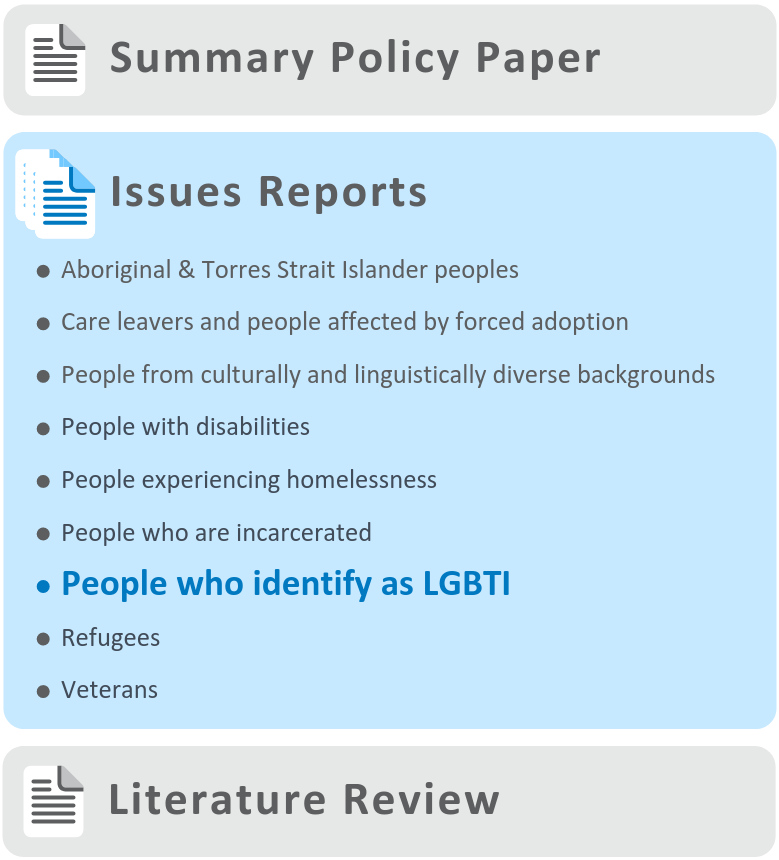 Summary Policy Paper
Issues Reports
• Aboriginal & Torres Strait Islander peoples
• Care leavers and people affected by forced adoption
• People from culturally and linguistically diverse backgrounds
• People with disabilities
• People experiencing homelessness
• People who are incarcerated
• People who identify as LGBTI
• Refugees
• Veterans
Literature Review